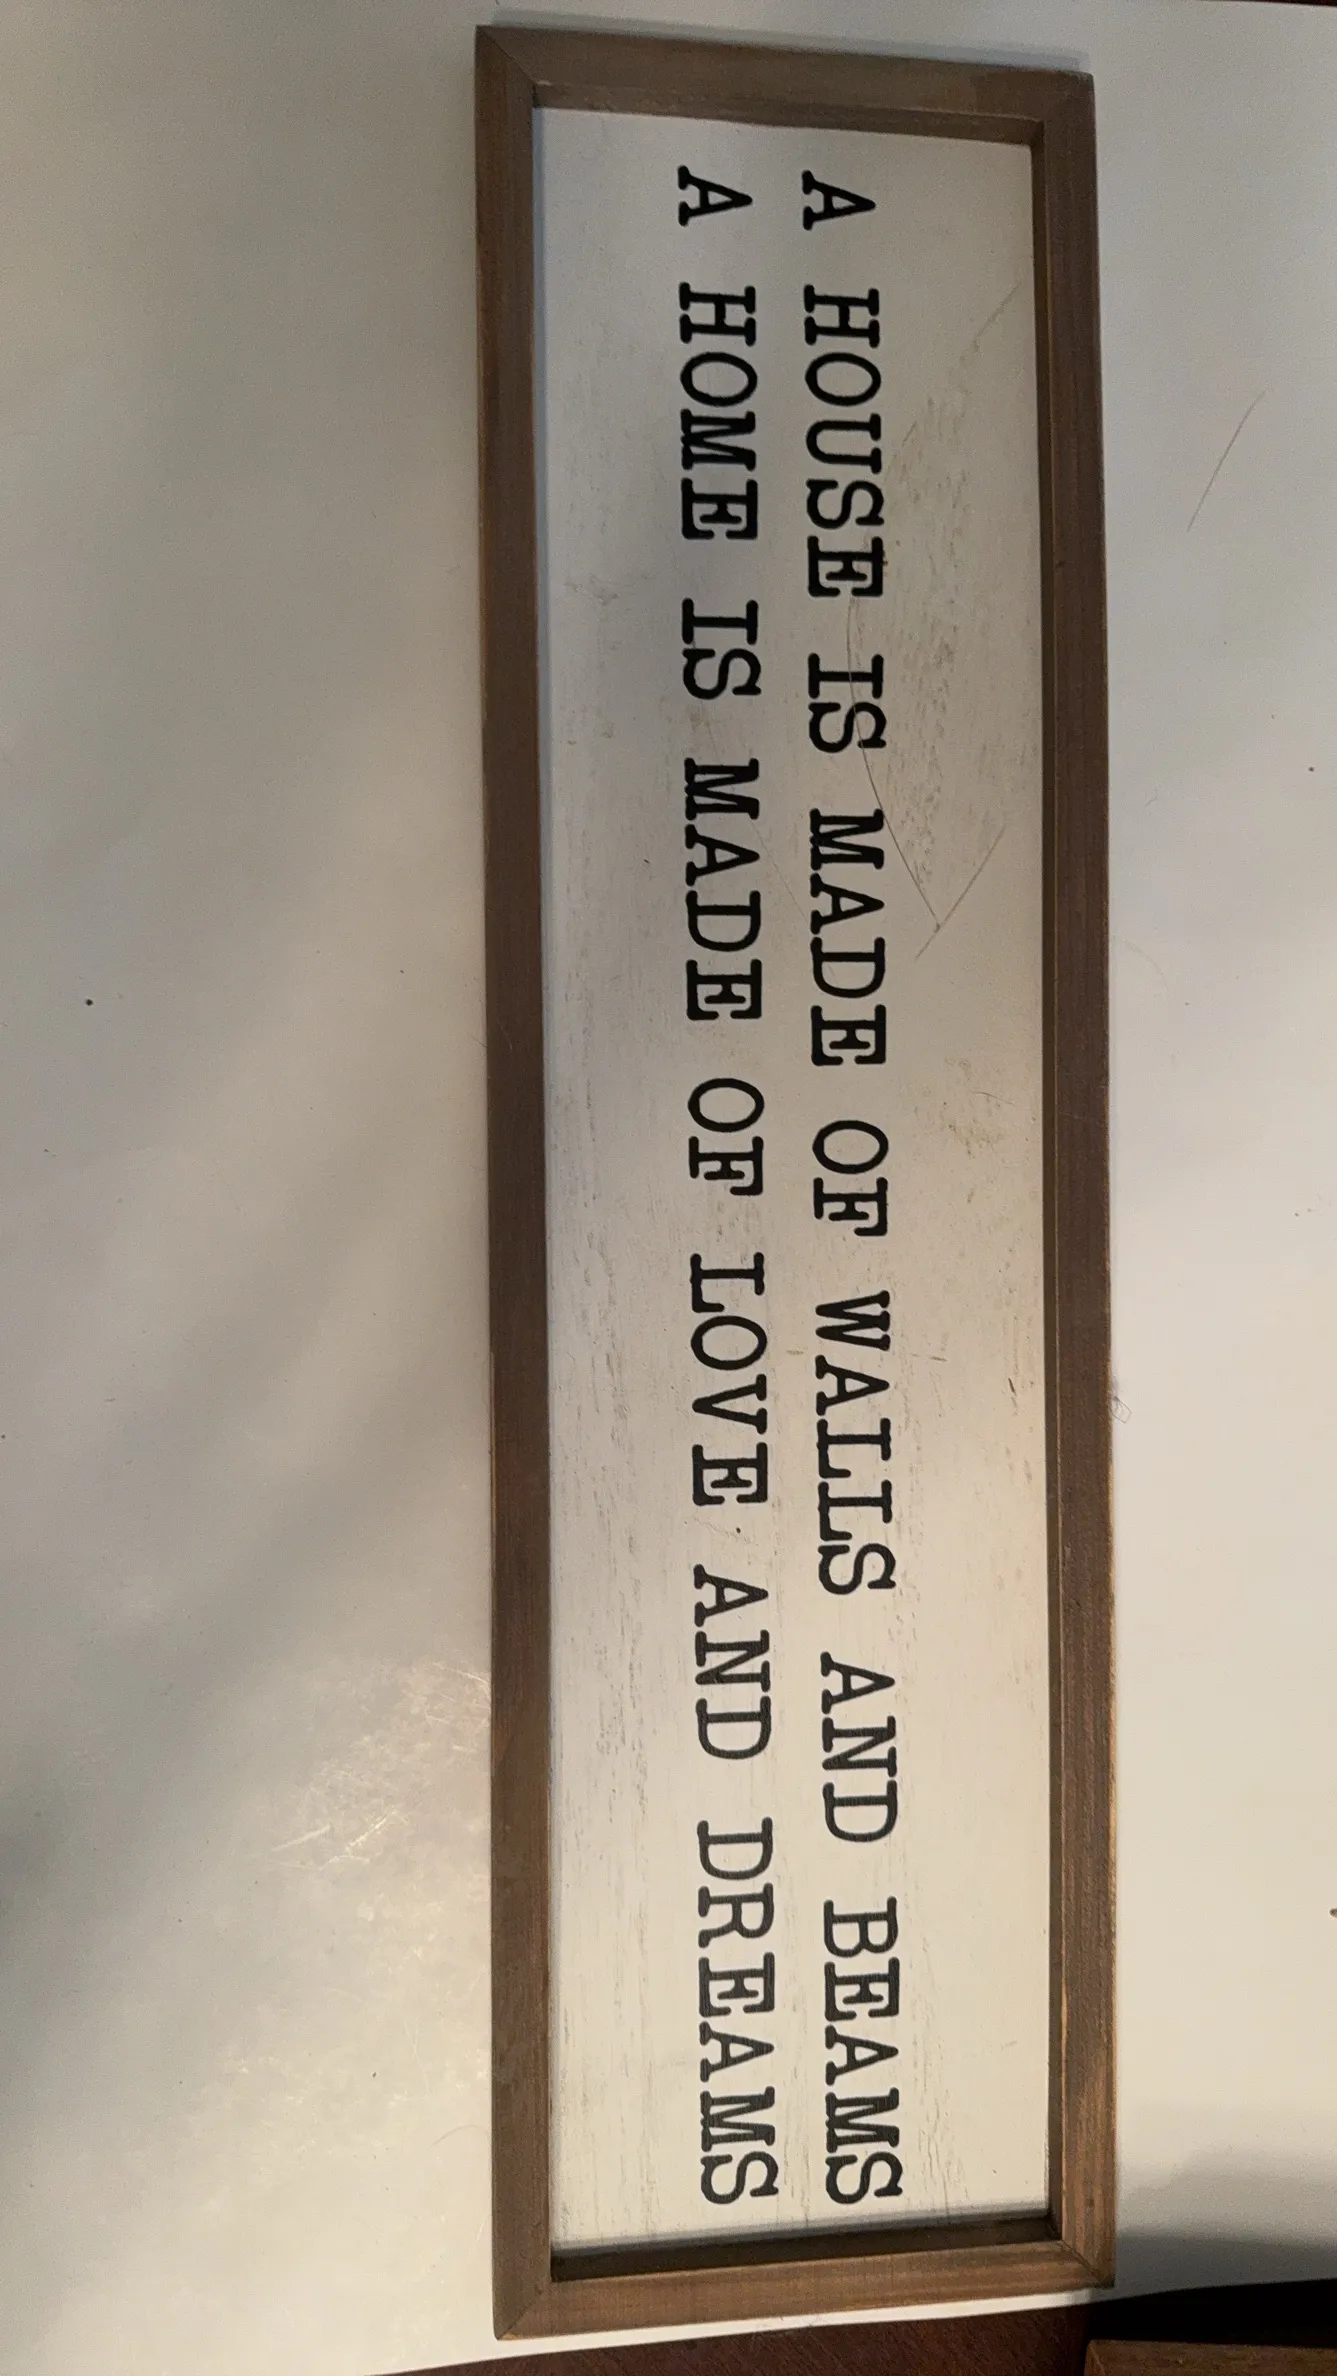 A HOUSE IS MADE OF WALLS AND BEAMS
A HOME IS MADE OF LOVE AND DREAMS